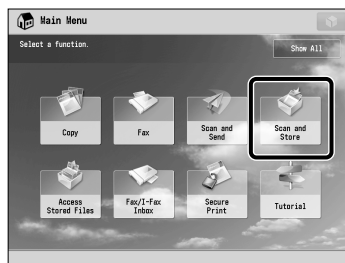 Main Menu
Select a function.
Show All
Copy
Fax
Scan and
Send
Scan and
Store
Access
Stored Files
Fax/I-Fax
Inbox
Secure
Print
Tutorial